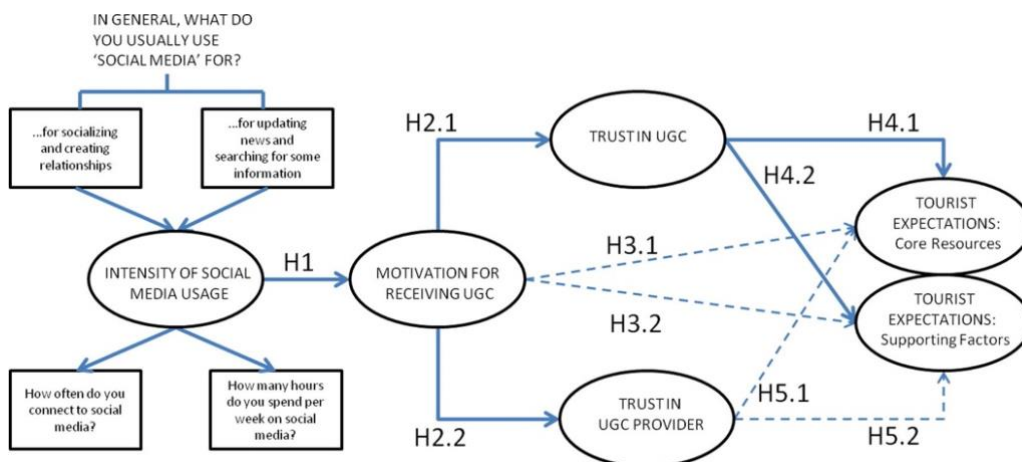 IN GENERAL, WHAT DO
YOU USUALLY USE
‘SOCIAL MEDIA’ FOR?
...for socializing
and creating
relationships
...for updating
news and
searching for some
information
INTENSITY OF SOCIAL
MEDIA USAGE
How often do you
connect to social
media?
How many hours
do you spend per
week on social
media?
H1
MOTIVATION FOR
RECEIVING UGC
H2.1
H2.2
TRUST IN UGC
H3.1
H3.2
TRUST IN
UGC PROVIDER
H4.1
H4.2
H5.1
H5.2
TOURIST
EXPECTATIONS:
Core Resources
TOURIST
EXPECTATIONS:
Supporting Factors